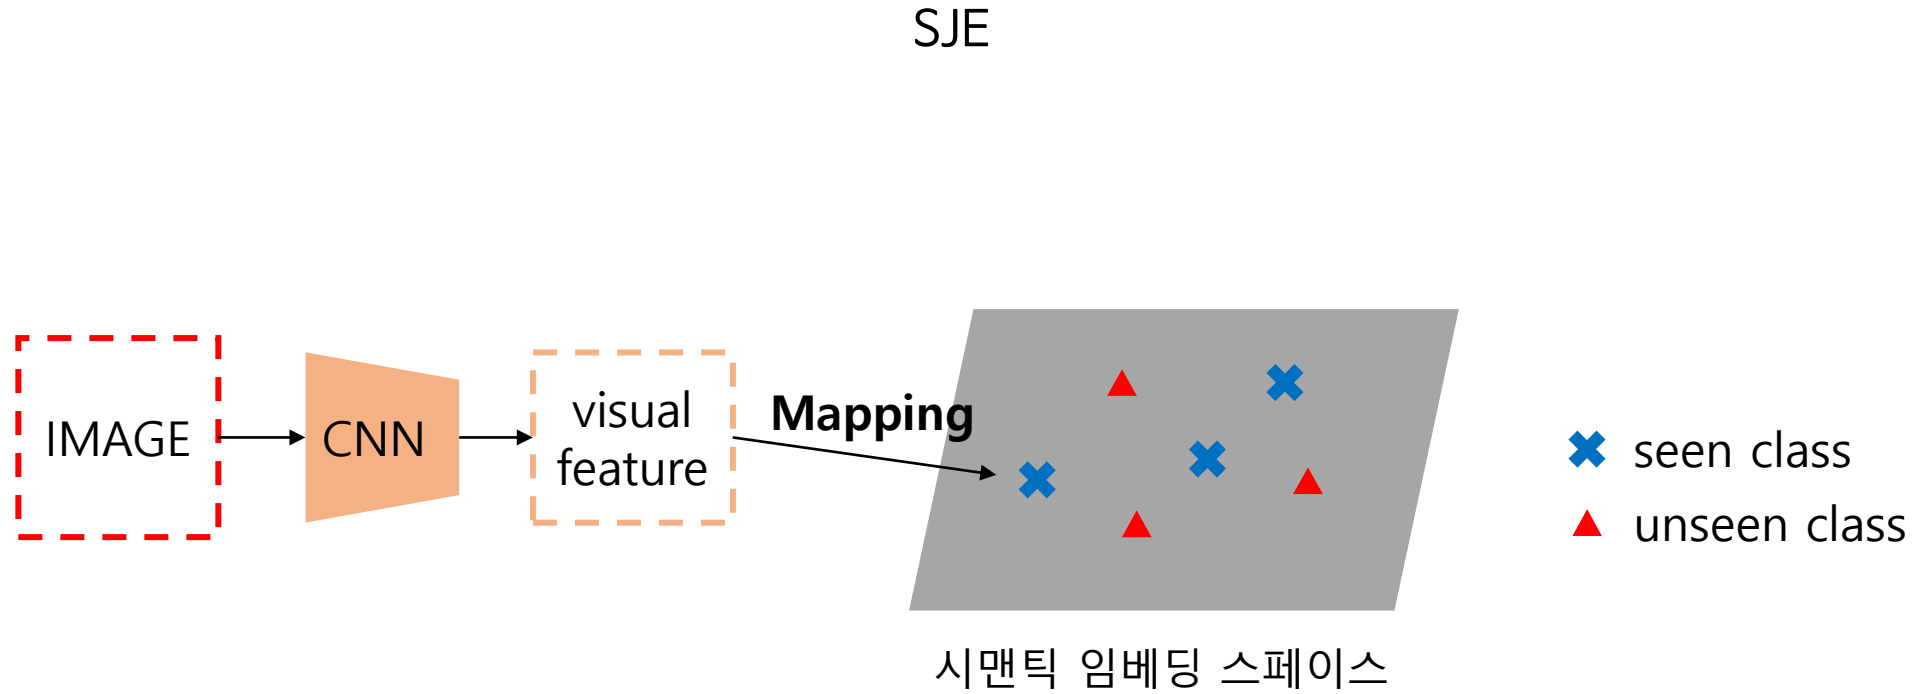 SJE
IMAGE
CNN
visual
feature
Mapping
seen class
unseen class
시맨틱 임베딩 스페이스